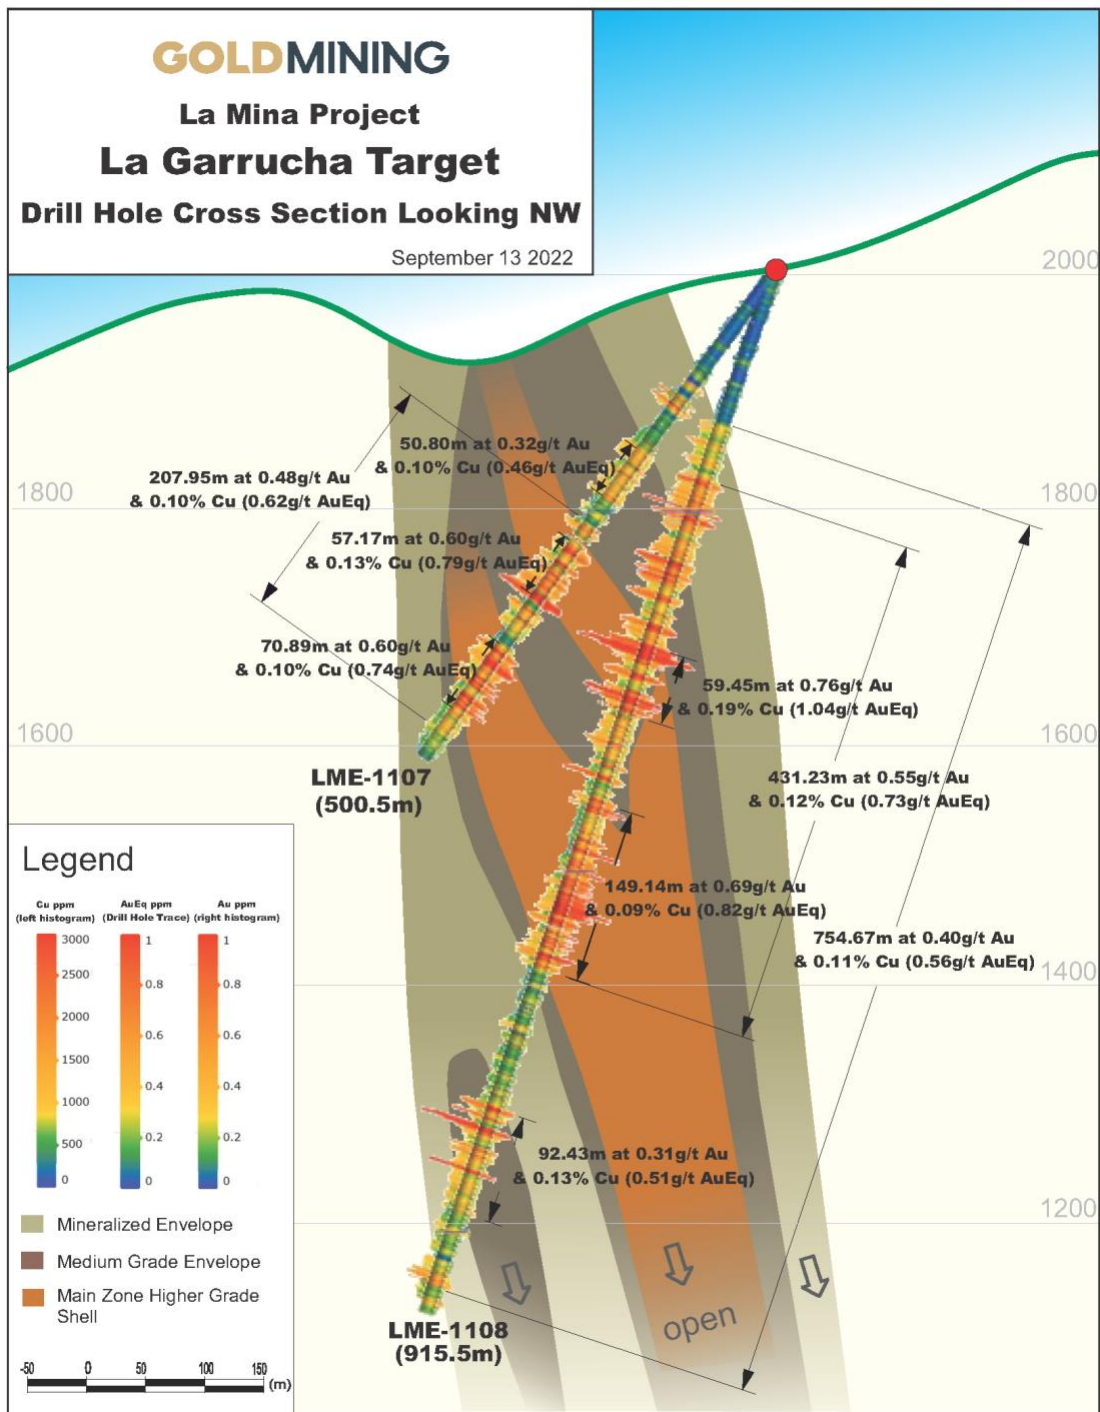 GOLDMINING
La Mina Project
La Garrucha Target
Drill Hole Cross Section Looking NW
September 13 2022
2000
50.80m at 0.32g/t Au
& 0.10% Cu (0.46g/t AuEq)
207.95m at 0.48g/t Au
& 0.10% Cu (0.62g/t AuEq)
1800
1800
57.17m at 0.60g/t Au
& 0.13% Cu (0.79g/t AuEq)
70.89m at 0.60g/t Au
& 0.10% Cu (0.74g/t AuEq)
59.45m at 0.76g/t Au
& 0.19% Cu (1.04g/t AuEq)
1600
1600
LME-1107
(500.5m)
431.23m at 0.55g/t Au
& 0.12% Cu (0.73g/t AuEq)
149.14m at 0.69g/t Au
& 0.09% Cu (0.82g/t AuEq)
754.67m at 0.40g/t Au
& 0.11% Cu (0.56g/t AuEq)
1400
92.43m at 0.31g/t Au
& 0.13% Cu (0.51g/t AuEq)
1200
open
LME-1108
(915.5m)
Legend
Cu ppm
(left histogram)
3000
2500
2000
1500
1000
500
0
AuEq ppm
(Drill Hole Trace)
1
0.8
0.6
0.4
0.2
0
Au ppm
(right histogram)
1
0.8
0.6
0.4
0.2
0
Mineralized Envelope
Medium Grade Envelope
Main Zone Higher Grade
Shell
-50 0 50 100 150
(m)